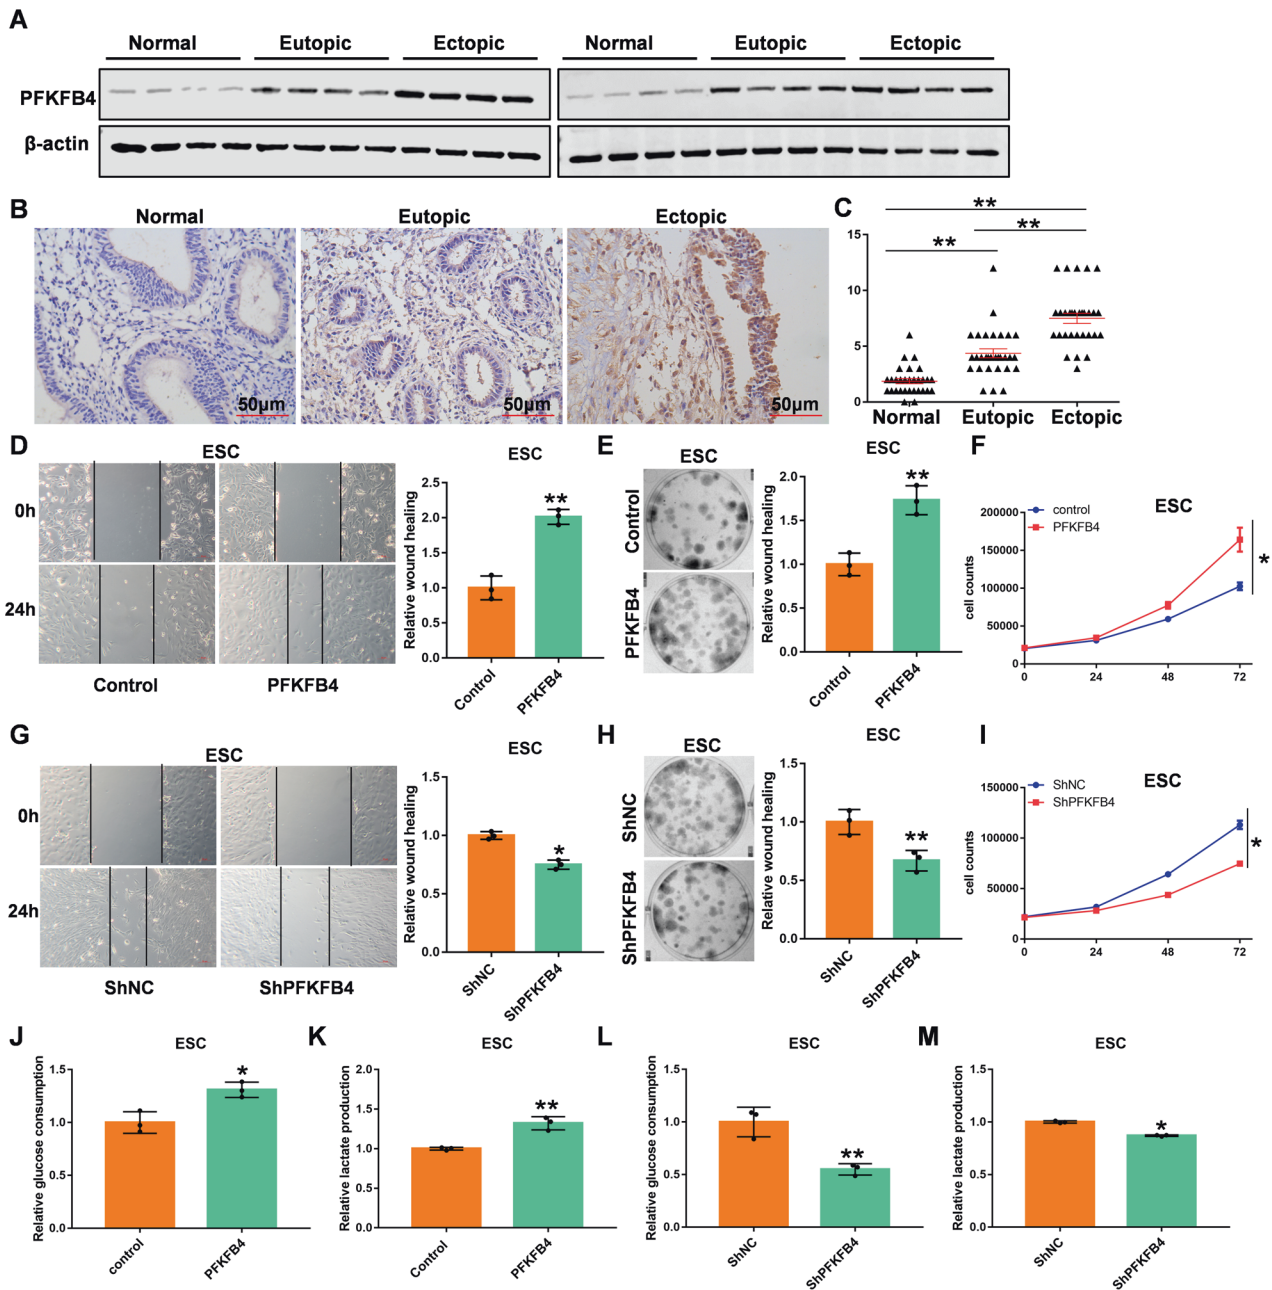 A
Normal Eutopic Ectopic Normal Eutopic Ectopic
PFKFB4
β-actin
B
Normal Eutopic Ectopic
50μm 50μm 50μm
C
** ** **
15
10
5
0
Normal Eutopic Ectopic
D
ESC
0h
24h
Control PFKFB4
ESC
Relative wound healing
2.5
2.0
1.5
1.0
0.5
0.0
**
Control PFKFB4
E
ESC
Control
PFKFB4
ESC
Relative wound healing
2.0
1.5
1.0
0.5
0.0
**
Control PFKFB4
F
ESC
control
PFKFB4
cell counts
200000
150000
100000
50000
0
0 24 48 72
*
G
ESC
0h
24h
ShNC ShPFKFB4
ESC
Relative wound healing
1.5
1.0
0.5
0.0
*
ShNC ShPFKFB4
H
ESC
ShNC
ShPFKFB4
ESC
Relative wound healing
1.5
1.0
0.5
0.0
**
ShNC ShPFKFB4
I
ESC
ShNC
ShPFKFB4
cell counts
150000
100000
50000
0
0 24 48 72
*
J
ESC
Relative glucose consumption
1.5
1.0
0.5
0.0
*
control PFKFB4
K
ESC
Relative lactate production
2.0
1.5
1.0
0.5
0.0
**
Control PFKFB4
L
ESC
Relative glucose consumption
1.5
1.0
0.5
0.0
**
ShNC ShPFKFB4
M
ESC
Relative lactate production
1.5
1.0
0.5
0.0
*
ShNC ShPFKFB4